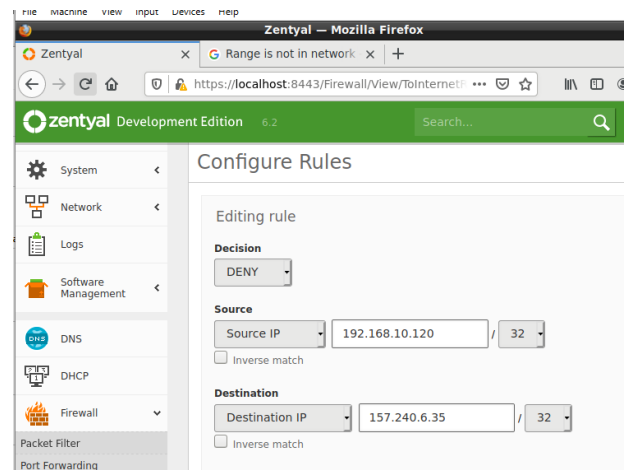 File Machine View Input Devices Help
Zentyal — Mozilla Firefox
Zentyal × G Range is not in network × +
https://localhost:8443/Firewall/View/ToInternetR ···
zentyal Development Edition 6.2 Search...
Configure Rules
System
Network
Logs
Software
Management
DNS
DHCP
Firewall
Packet Filter
Port Forwarding
Editing rule
Decision
DENY
Source
Source IP 192.168.10.120 / 32
Inverse match
Destination
Destination IP 157.240.6.35 / 32
Inverse match